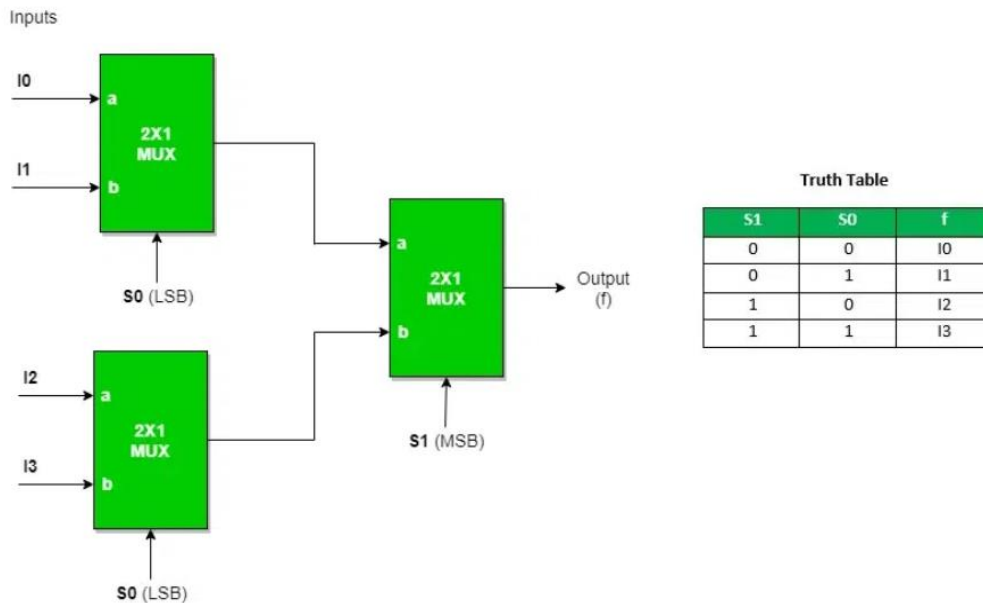 Inputs
I0
a
2X1
MUX
I1
b
S0 (LSB)
a
2X1
MUX
b
Output
(f)
S1 (MSB)
I2
a
2X1
MUX
I3
b
S0 (LSB)
Truth Table
S1 S0 f
0 0 I0
0 1 I1
1 0 I2
1 1 I3